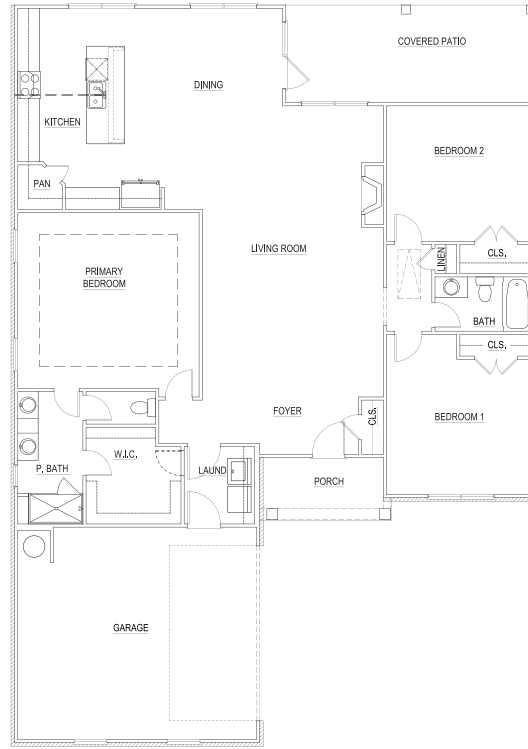 COVERED PATIO
DINING
KITCHEN
BEDROOM 2
PAN
LIVING ROOM
LINEN
CLS.
PRIMARY
BEDROOM
BATH
CLS.
FOYER
CLS.
BEDROOM 1
W.I.C.
P. BATH
LAUND
PORCH
GARAGE